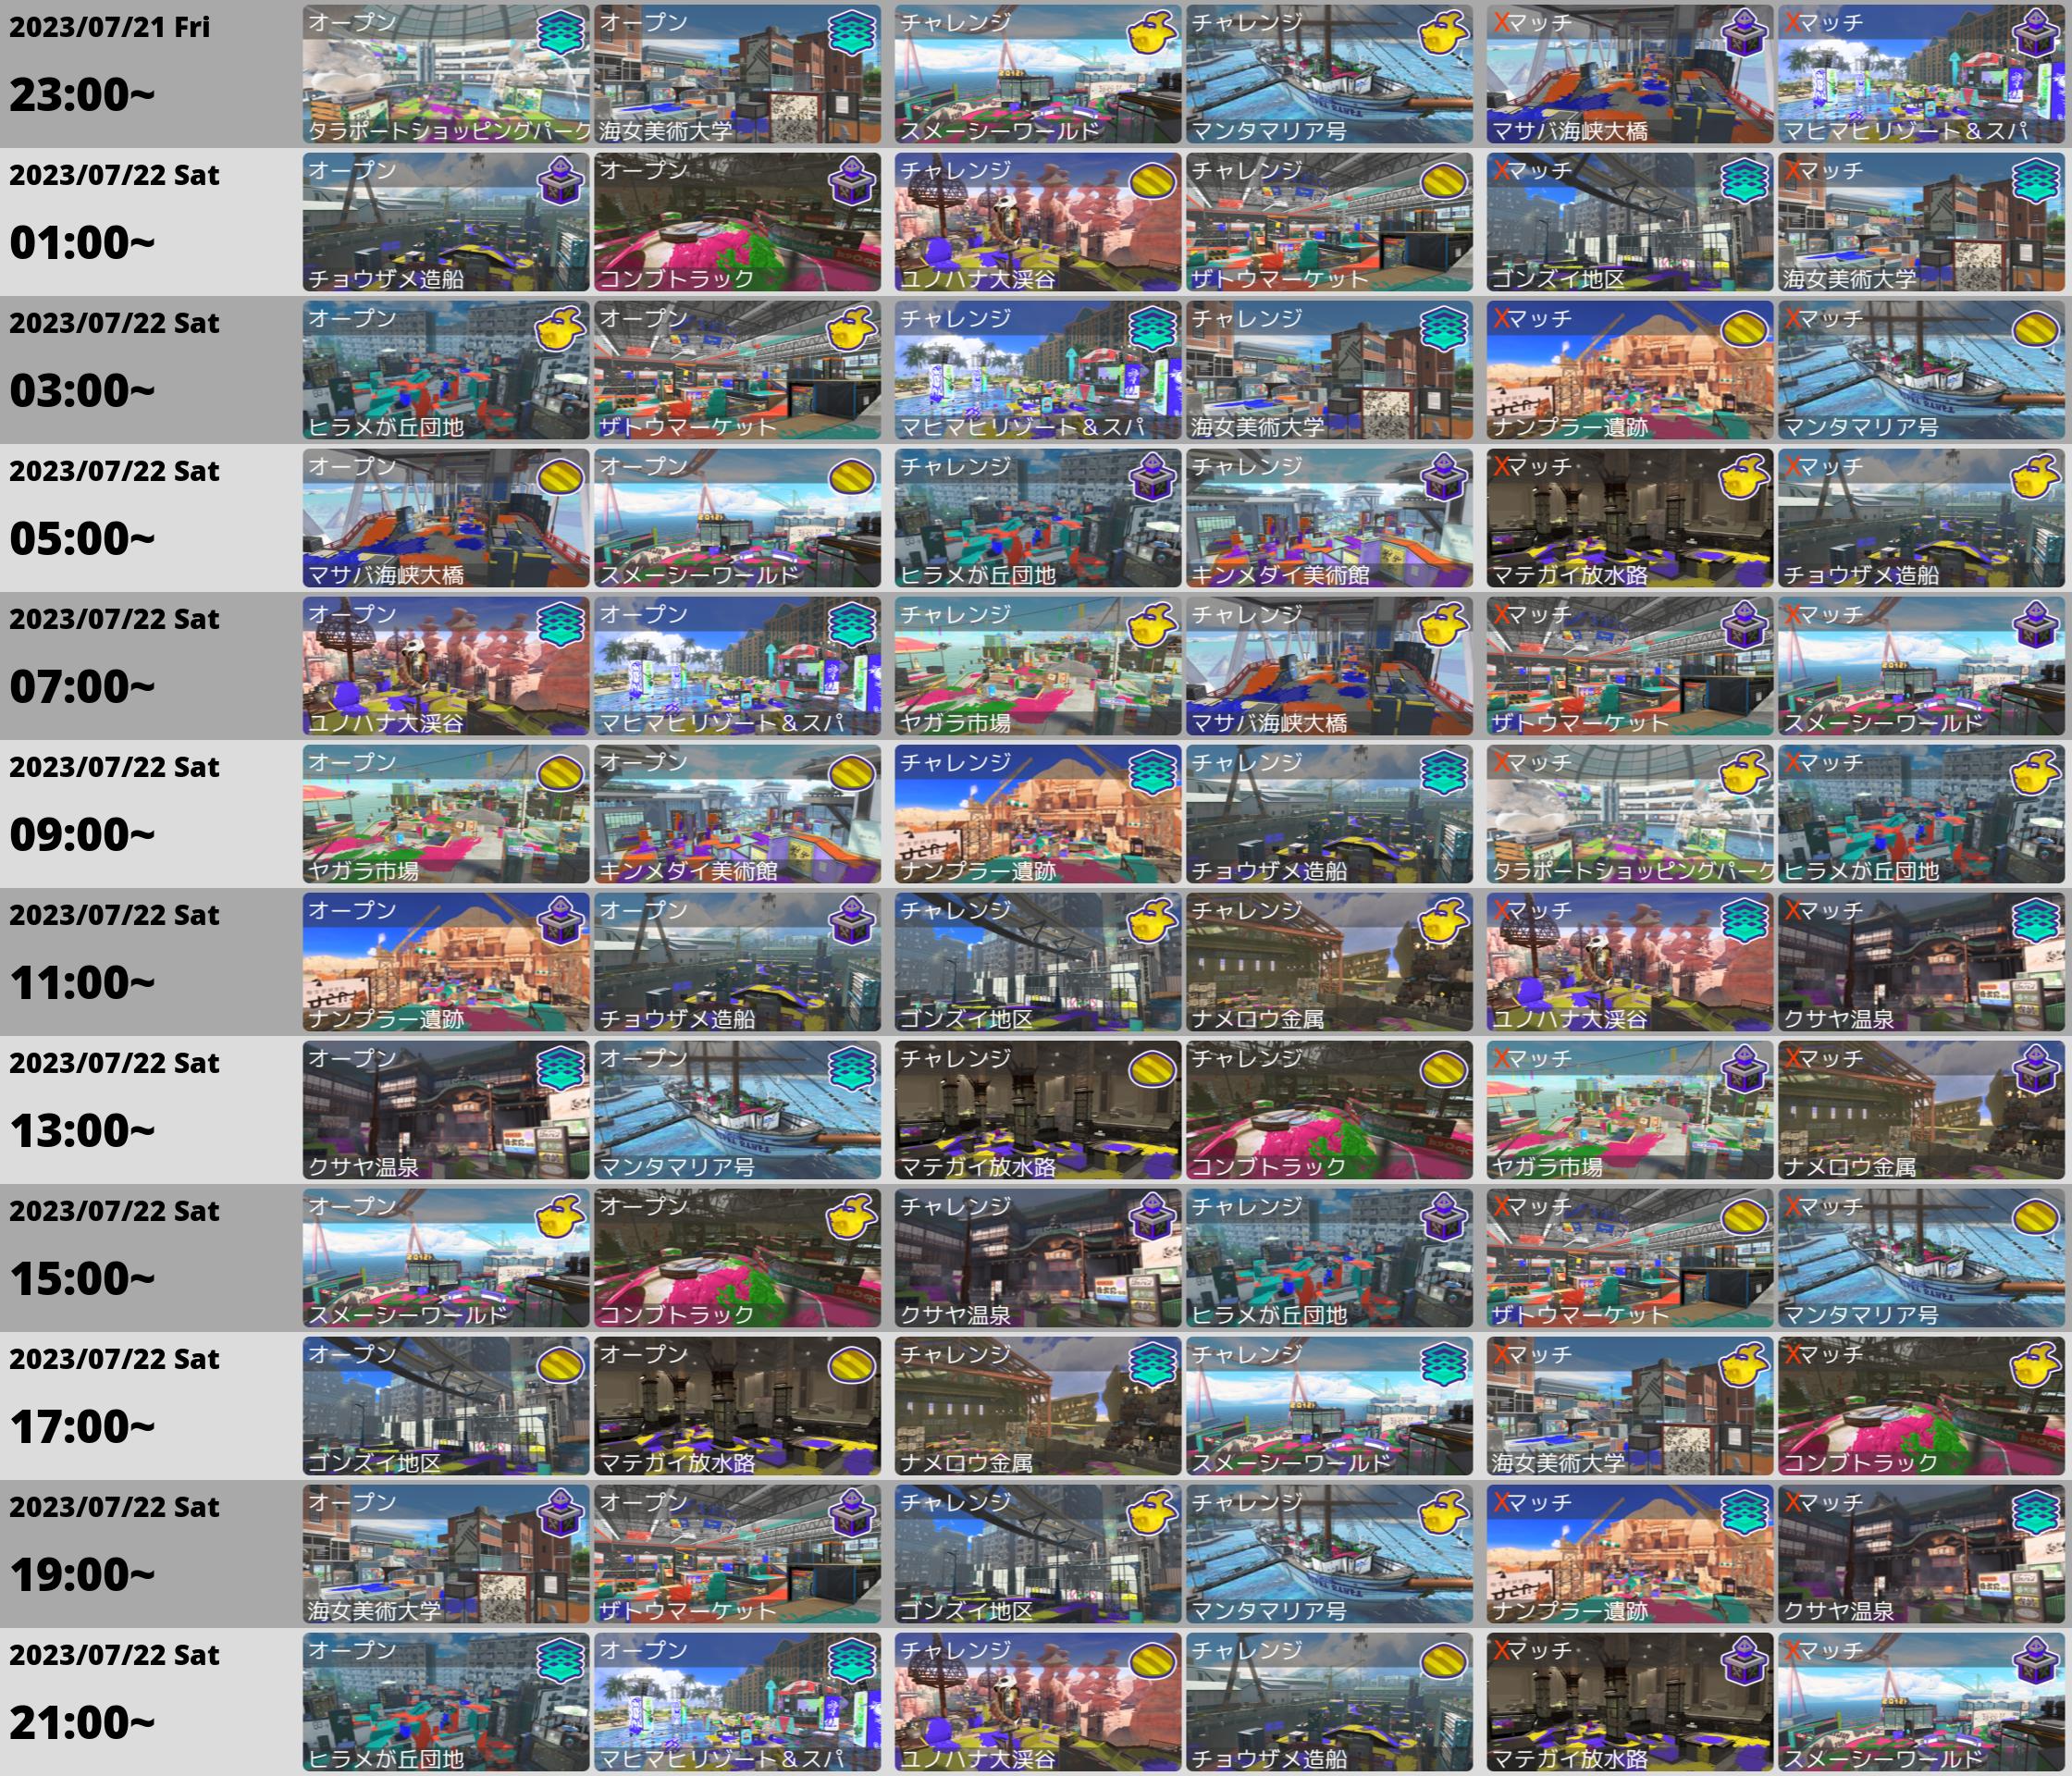 2023/07/21 Fri
23:00~
オープン オープン チャレンジ チャレンジ Xマッチ Xマッチ
タラポートショッピングパーク 海女美術大学 スメーシーワールド マンタマリア号 マサバ海峡大橋 マヒマヒリゾート＆スパ
2023/07/22 Sat
01:00~
オープン オープン チャレンジ チャレンジ Xマッチ Xマッチ
チョウザメ造船 コンブトラック ユノハナ大渓谷 ザトウマーケット ゴンズイ地区 海女美術大学
2023/07/22 Sat
03:00~
オープン オープン チャレンジ チャレンジ Xマッチ Xマッチ
ヒラメが丘団地 ザトウマーケット マヒマヒリゾート＆スパ 海女美術大学 ナンプラー遺跡 マンタマリア号
2023/07/22 Sat
05:00~
オープン オープン チャレンジ チャレンジ Xマッチ Xマッチ
マサバ海峡大橋 スメーシーワールド ヒラメが丘団地 キンメダイ美術館 マテガイ放水路 チョウザメ造船
2023/07/22 Sat
07:00~
オープン オープン チャレンジ チャレンジ Xマッチ Xマッチ
ユノハナ大渓谷 マヒマヒリゾート＆スパ ヤガラ市場 マサバ海峡大橋 ザトウマーケット スメーシーワールド
2023/07/22 Sat
09:00~
オープン オープン チャレンジ チャレンジ Xマッチ Xマッチ
ヤガラ市場 キンメダイ美術館 ナンプラー遺跡 チョウザメ造船 タラポートショッピングパーク ヒラメが丘団地
2023/07/22 Sat
11:00~
オープン オープン チャレンジ チャレンジ Xマッチ Xマッチ
ナンプラー遺跡 チョウザメ造船 ゴンズイ地区 ナメロウ金属 ユノハナ大渓谷 クサヤ温泉
2023/07/22 Sat
13:00~
オープン オープン チャレンジ チャレンジ Xマッチ Xマッチ
クサヤ温泉 マンタマリア号 マテガイ放水路 コンブトラック ヤガラ市場 ナメロウ金属
2023/07/22 Sat
15:00~
オープン オープン チャレンジ チャレンジ Xマッチ Xマッチ
スメーシーワールド コンブトラック クサヤ温泉 ヒラメが丘団地 ザトウマーケット マンタマリア号
2023/07/22 Sat
17:00~
オープン オープン チャレンジ チャレンジ Xマッチ Xマッチ
ゴンズイ地区 マテガイ放水路 ナメロウ金属 スメーシーワールド 海女美術大学 コンブトラック
2023/07/22 Sat
19:00~
オープン オープン チャレンジ チャレンジ Xマッチ Xマッチ
海女美術大学 ザトウマーケット ゴンズイ地区 マンタマリア号 ナンプラー遺跡 クサヤ温泉
2023/07/22 Sat
21:00~
オープン オープン チャレンジ チャレンジ Xマッチ Xマッチ
ヒラメが丘団地 マヒマヒリゾート＆スパ ユノハナ大渓谷 チョウザメ造船 マテガイ放水路 スメーシーワールド